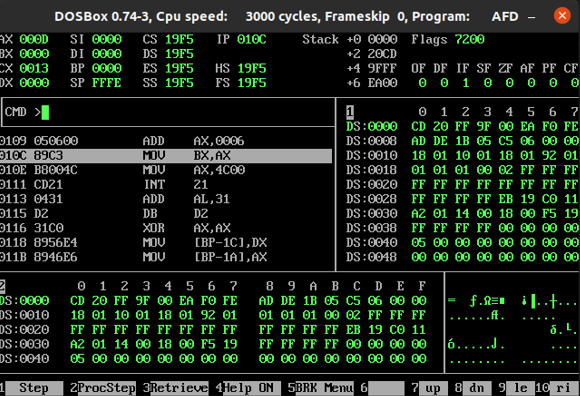 DOSBox 0.74-3, Cpu speed: 3000 cycles, Frameskip 0, Program: AFD
AX 000D SI 0000 CS 19F5 IP 010C Stack +0 0000 Flags 7200
BX 0000 DI 0000 DS 19F5 +2 20CD
CX 0013 BP 0000 ES 19F5 HS 19F5 +4 9FFF OF DF IF SF ZF AF PF CF
DX 0000 SP FFFE SS 19F5 FS 19F5 +6 EA00 0 0 1 0 0 0 0 0
CMD > 1 0 1 2 3 4 5 6 7
DS:0000 CD 20 FF 9F 00 EA F0 FE
0109 050600 ADD AX,0006 DS:0008 AD DE 1B 05 C5 06 00 00
010C 89C3 MOV BX,AX DS:0010 18 01 10 01 18 01 92 01
010E B8004C MOV AX,4C00 DS:0018 01 01 01 00 02 FF FF FF
0111 CD21 INT 21 DS:0020 FF FF FF FF FF FF FF FF
0113 0431 ADD AL,31 DS:0028 FF FF FF FF EB 19 C0 11
0115 D2 DB D2 DS:0030 A2 01 14 00 18 00 F5 19
0116 31C0 XOR AX,AX DS:0038 FF FF FF FF 00 00 00 00
0118 8956E4 MOV [BP-1C],DX DS:0040 05 00 00 00 00 00 00 00
011B 8946E6 MOV [BP-1A],AX DS:0048 00 00 00 00 00 00 00 00
2 0 1 2 3 4 5 6 7 8 9 A B C D E F
DS:0000 CD 20 FF 9F 00 EA F0 FE AD DE 1B 05 C5 06 00 00
DS:0010 18 01 10 01 18 01 92 01 01 01 01 00 02 FF FF FF
DS:0020 FF FF FF FF FF FF FF FF FF FF FF FF EB 19 C0 11
DS:0030 A2 01 14 00 18 00 F5 19 FF FF FF FF 00 00 00 00
DS:0040 05 00 00 00 00 00 00 00 00 00 00 00 00 00 00 00
1 Step 2 ProcStep 3 Retrieve 4 Help ON 5 BRK Menu 6 7 up 8 dn 9 le 10 ri